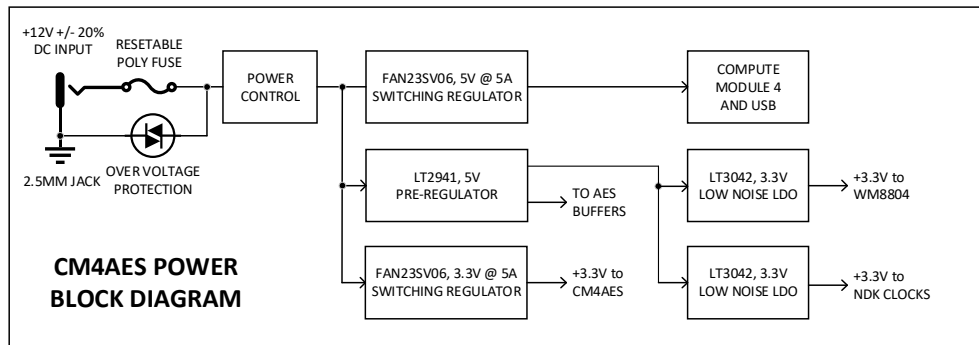 +12V +/- 20%
DC INPUT
RESETABLE
POLY FUSE
POWER
CONTROL
FAN23SV06, 5V @ 5A
SWITCHING REGULATOR
COMPUTE
MODULE 4
AND USB
2.5MM JACK
OVER VOLTAGE
PROTECTION
LT2941, 5V
PRE-REGULATOR
TO AES
BUFFERS
LT3042, 3.3V
LOW NOISE LDO
+3.3V to
WM8804
CM4AES POWER
BLOCK DIAGRAM
FAN23SV06, 3.3V @ 5A
SWITCHING REGULATOR
+3.3V to
CM4AES
LT3042, 3.3V
LOW NOISE LDO
+3.3V to
NDK CLOCKS